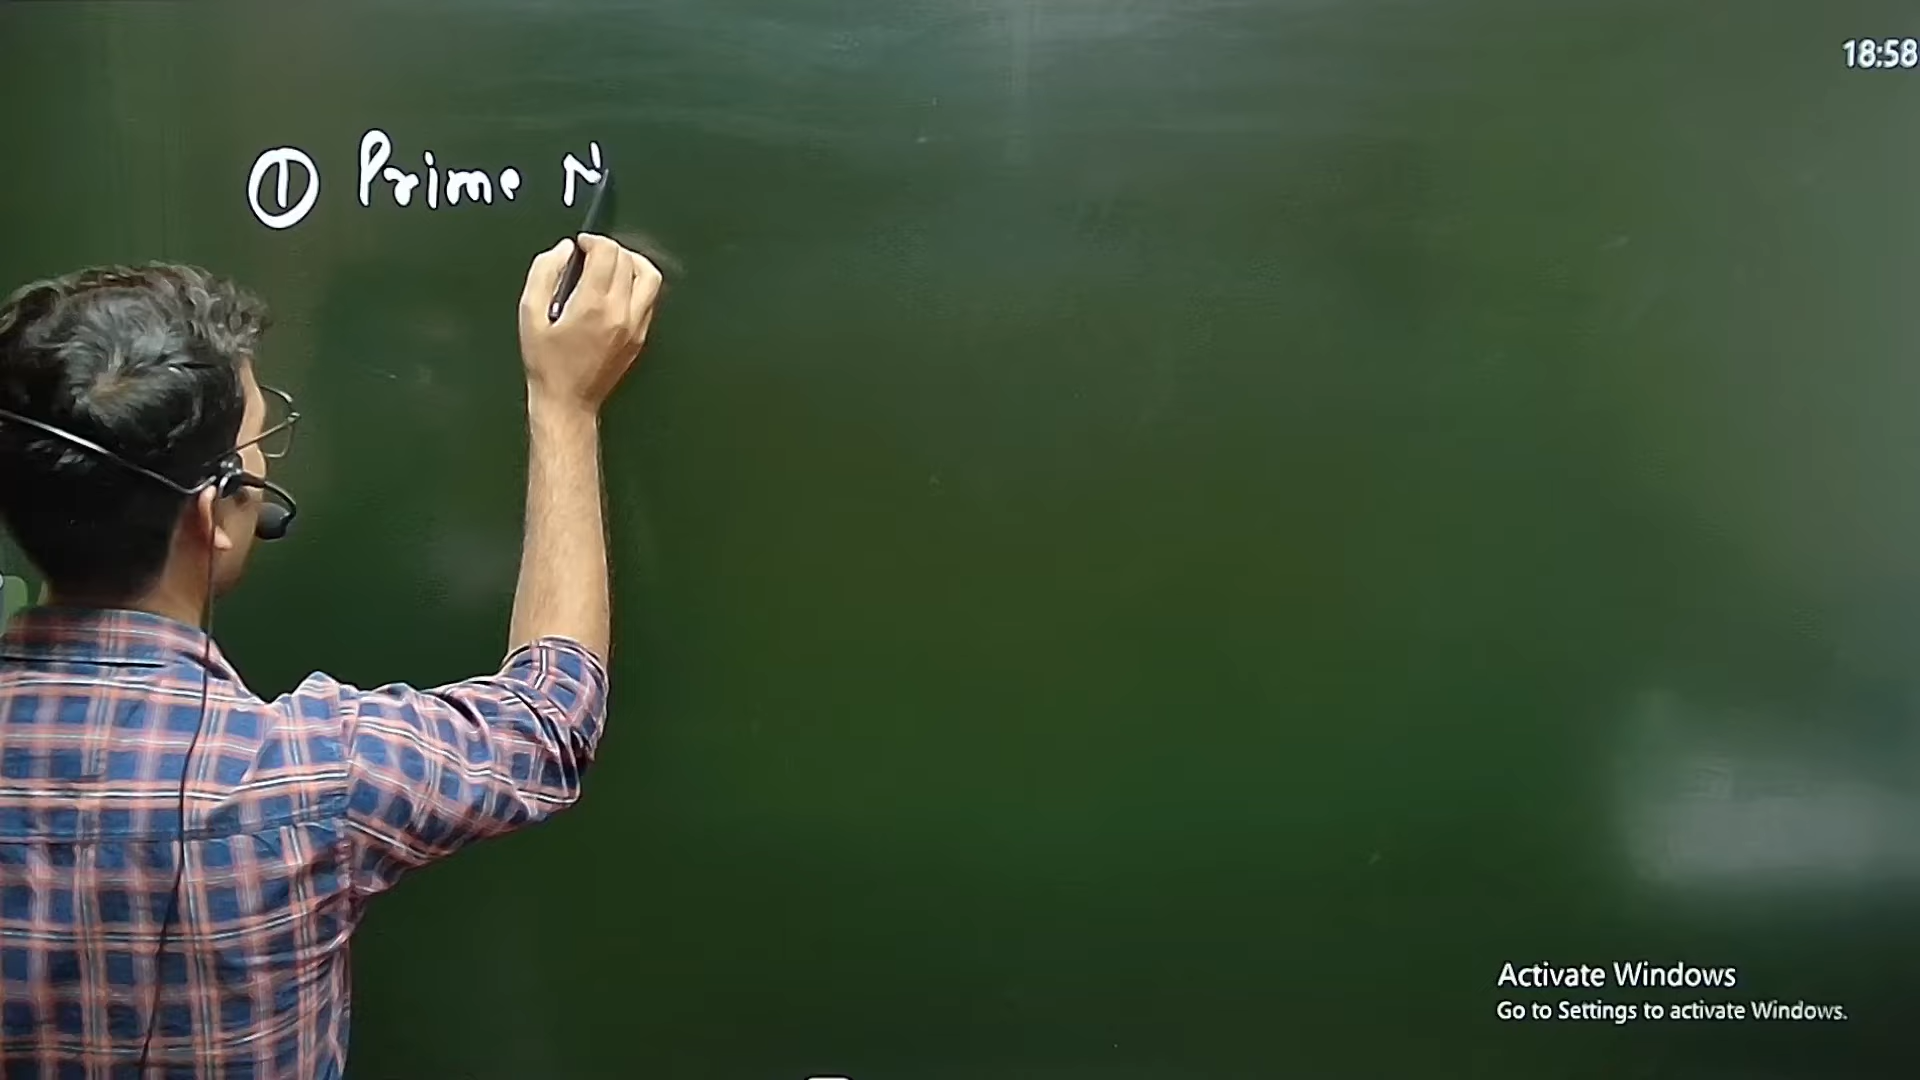 18:58
① Prime N
Activate Windows
Go to Settings to activate Windows.